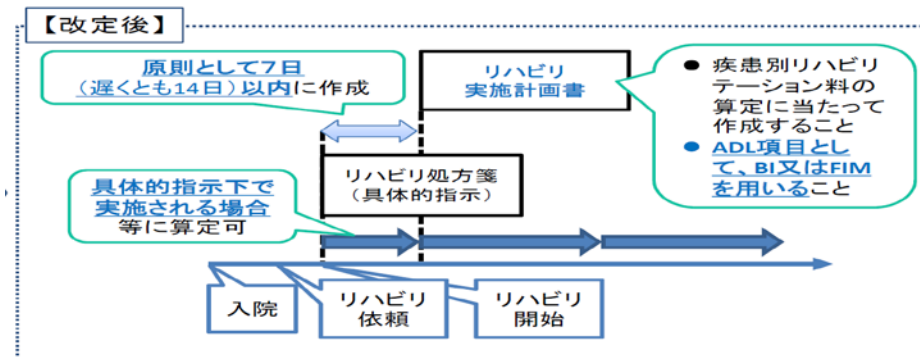 【改定後】
原則として7日
（遅くとも14日）以内に作成
リハビリ
実施計画書
● 疾患別リハビリ
テーション料の
算定に当たって
作成すること
● ADL項目とし
て、BI又はFIM
を用いること
リハビリ処方箋
（具体的指示）
具体的指示下で
実施される場合
等に算定可
入院
リハビリ
依頼
リハビリ
開始